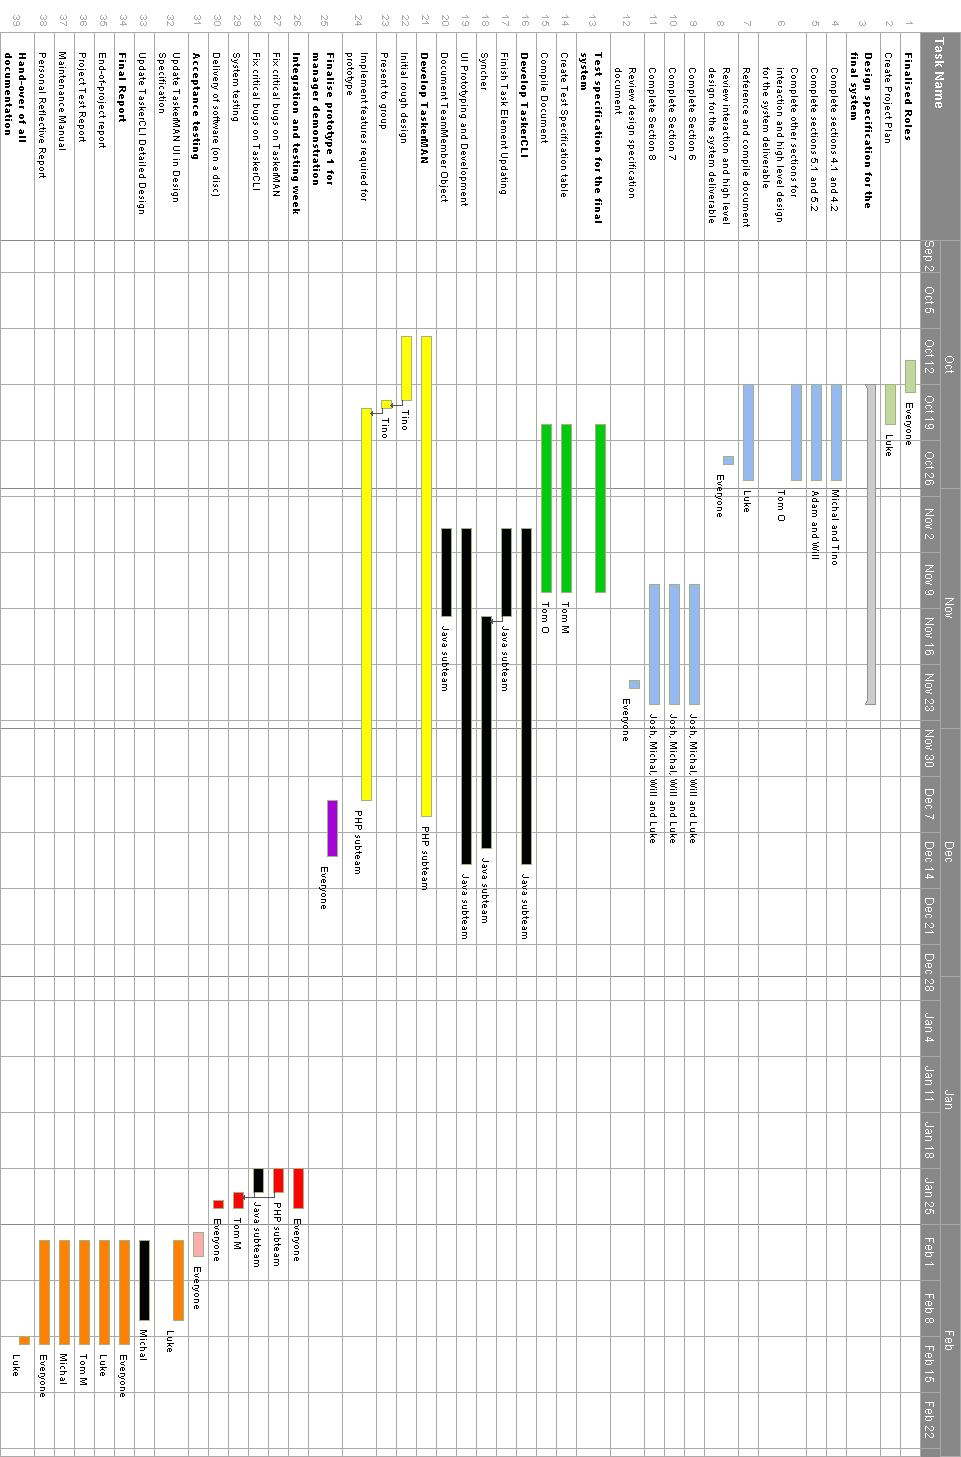 Task Name
Oct
Nov
Dec
Jan
Feb
Sep 2
Oct 5
Oct 12
Oct 19
Oct 26
Nov 2
Nov 9
Nov 16
Nov 23
Nov 30
Dec 7
Dec 14
Dec 21
Dec 28
Jan 4
Jan 11
Jan 18
Jan 25
Feb 1
Feb 8
Feb 15
Feb 22
1 Finalised Roles Everyone
2 Create Project Plan Luke
3 Design specification for the
final system
4 Complete sections 4.1 and 4.2 Michal and Tino
5 Complete sections 5.1 and 5.2 Adam and Will
6 Complete other sections for
interaction and high level design
for the system deliverable
Tom O
7 Reference and compile document Luke
8 Review interaction and high level
design for the system deliverable
Everyone
9 Complete Section 6 Josh, Michal, Will and Luke
10 Complete Section 7 Josh, Michal, Will and Luke
11 Complete Section 8 Josh, Michal, Will and Luke
12 Review design specification
document
Everyone
13 Test specification for the final
system
14 Create Test Specification table Tom M
15 Compile Document Tom O
16 Develop TaskerCLI Java subteam
17 Finish Task Element Updating Java subteam
18 Syncher Java subteam
19 UI Prototyping and Development Java subteam
20 Document TeamMember Object Java subteam
21 Develop TaskerMAN PHP subteam
22 Initial rough design Tino
23 Present to group Tino
24 Implement features required for
prototype
PHP subteam
25 Finalise prototype 1 for
manager demonstration
Everyone
26 Integration and testing week Everyone
27 Fix critical bugs on TaskerMAN PHP subteam
28 Fix critical bugs on TaskerCLI Java subteam
29 System testing Tom M
30 Delivery of software (on a disc) Everyone
31 Acceptance testing Everyone
32 Update TaskerMAN UI in Design
Specification
Luke
33 Update TaskerCLI Detailed Design Michal
34 Final Report Everyone
35 End-of-project report Luke
36 Project Test Report Tom M
37 Maintenance Manual Michal
38 Personal Reflective Report Everyone
39 Hand-over of all
documentation
Luke